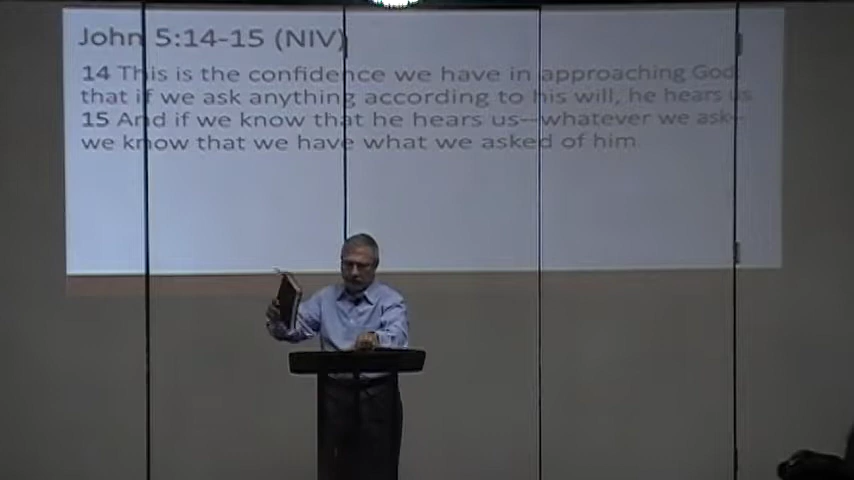 John 5:14-15 (NIV)
14 This is the confidence we have in approaching God:
that if we ask anything according to his will, he hears us
15 And if we know that he hears us—whatever we ask–
we know that we have what we asked of him